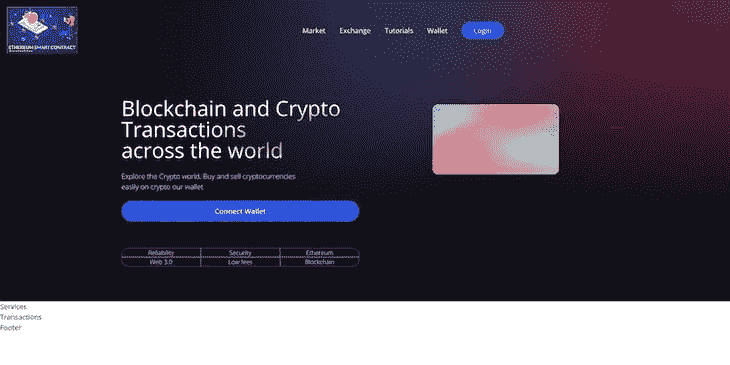 ETHEREUM SMART CONTRACT
Market Exchange Tutorials Wallet Login
Blockchain and Crypto
Transactions
across the world
Explore the Crypto world. Buy and sell cryptocurrencies
easily on crypto our wallet
Connect Wallet
Reliability Security Ethereum
Web 3.0 Low fees Blockchain
Services
Transactions
Footer